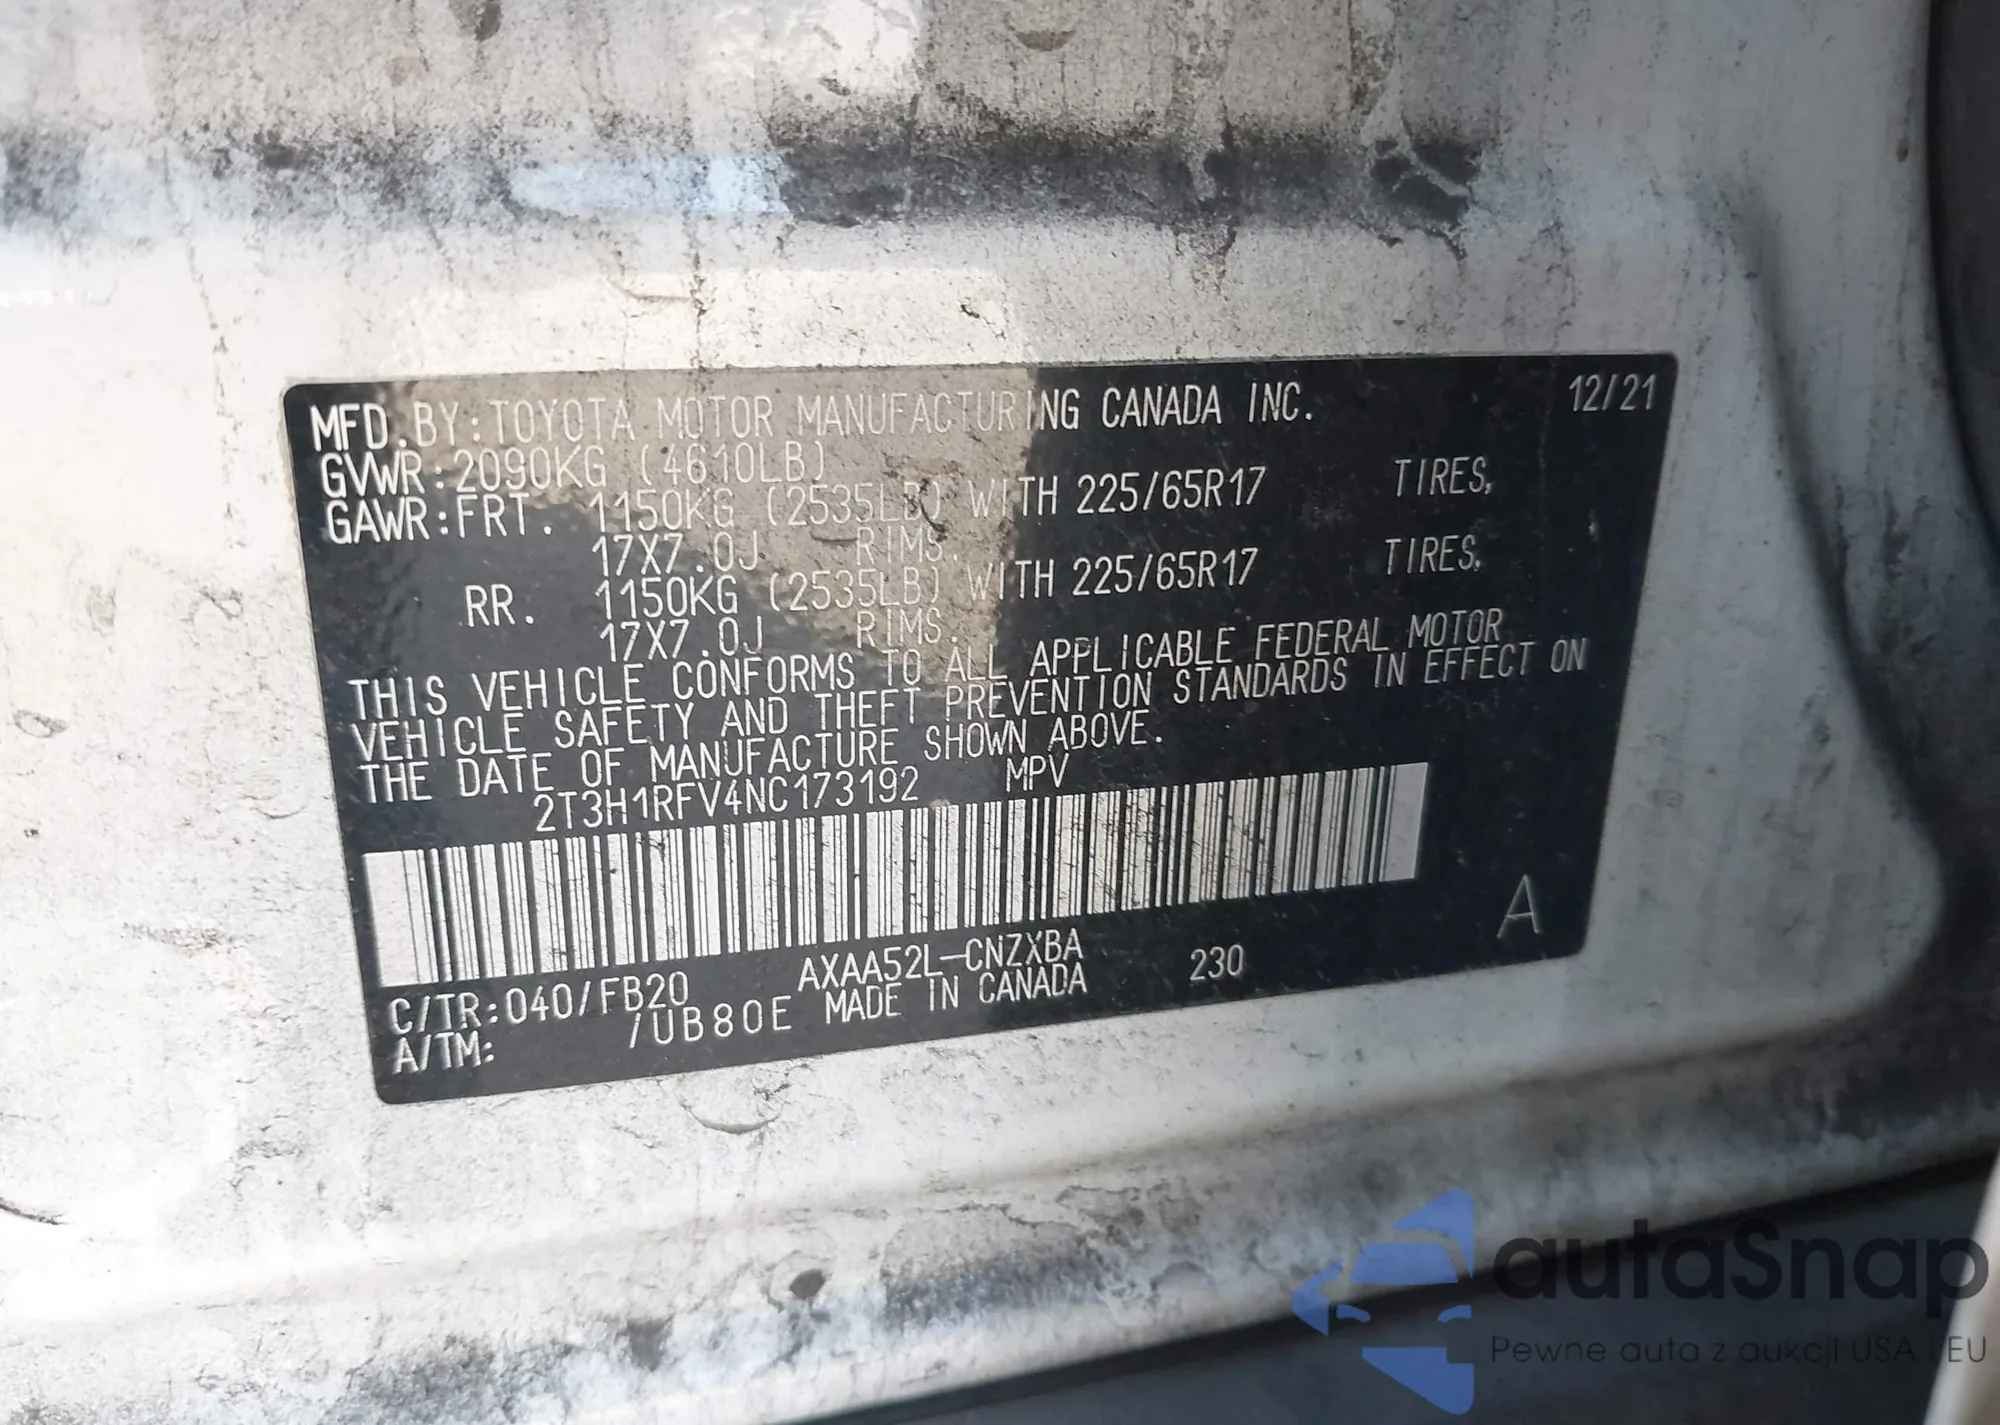 MFD.BY:TOYOTA MOTOR MANUFACTURING CANADA INC. 12/21
GVWR:2090KG (4610LB)
GAWR:FRT. 1150KG (2535LB) WITH 225/65R17 TIRES,
17X7.0J RIMS.
RR. 1150KG (2535LB) WITH 225/65R17 TIRES,
17X7.0J RIMS.
THIS VEHICLE CONFORMS TO ALL APPLICABLE FEDERAL MOTOR
VEHICLE SAFETY AND THEFT PREVENTION STANDARDS IN EFFECT ON
THE DATE OF MANUFACTURE SHOWN ABOVE.
2T3H1RFV4NC173192 MPV
A
C/TR:040/FB20 AXAA52L-CNZXBA 230
A/TM: /UB80E MADE IN CANADA
autaSnap
Pewne auta z aukcji USA i EU